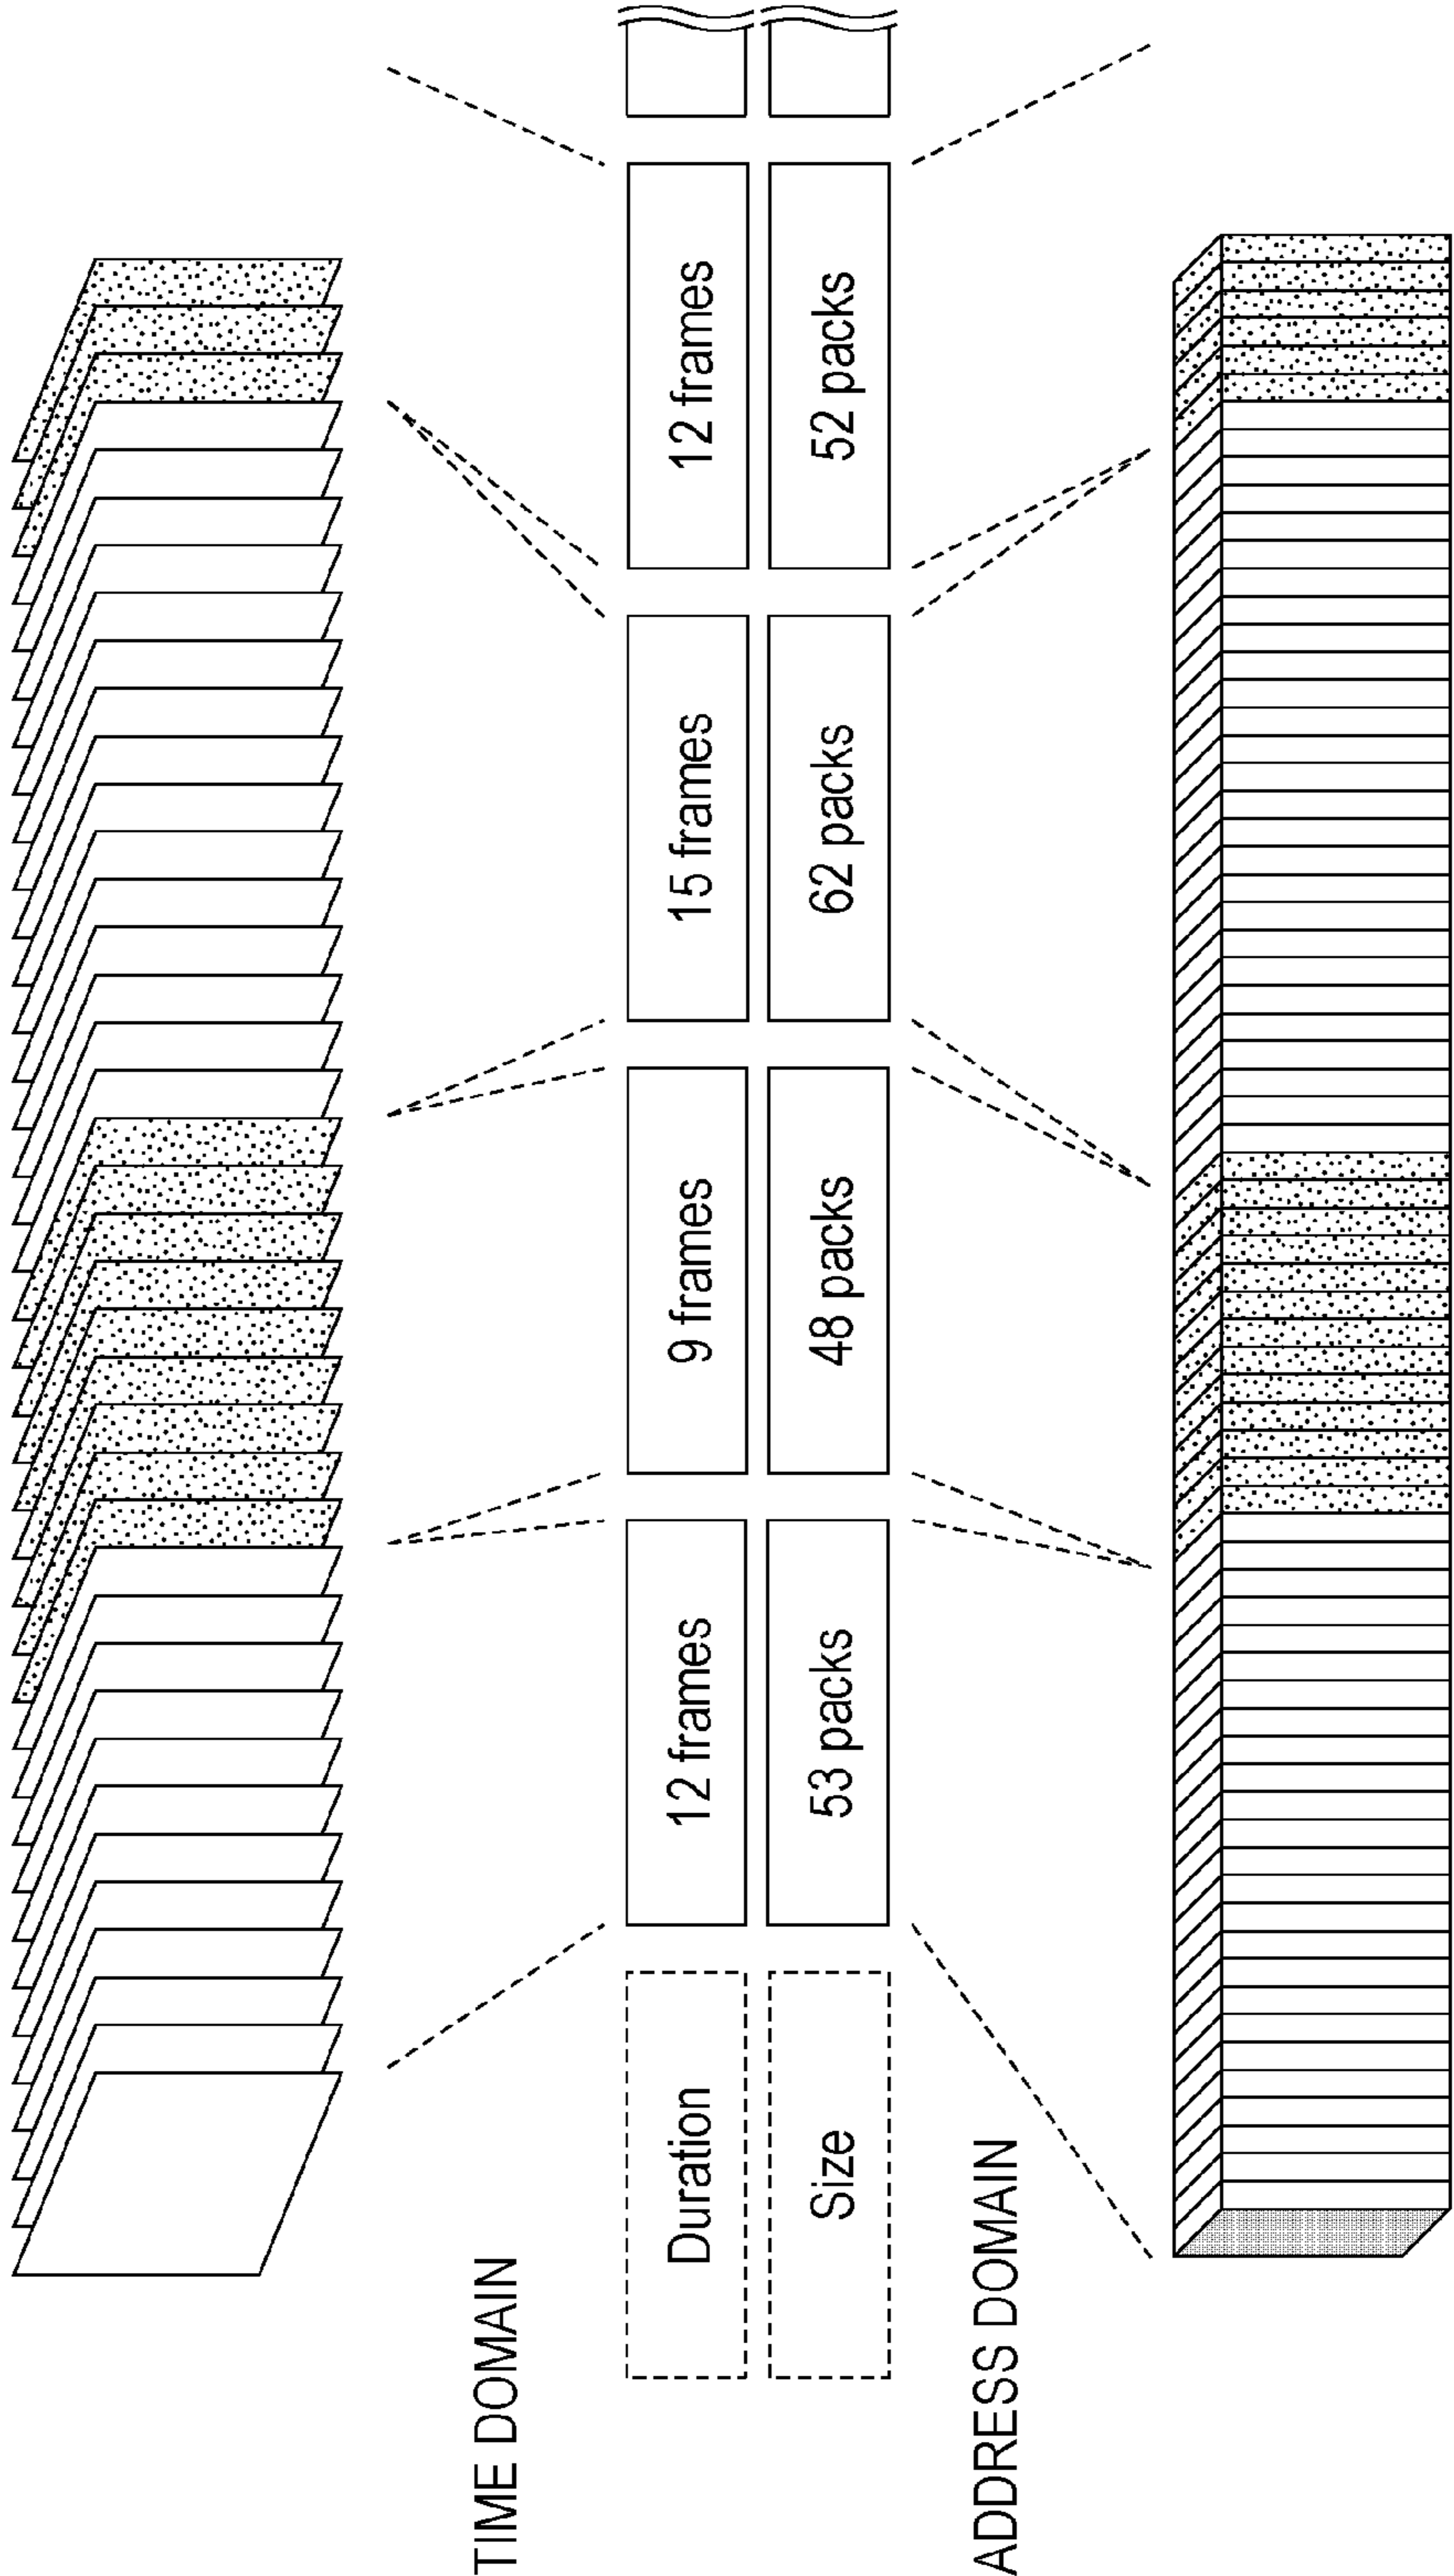 TIME DOMAIN
Duration
12 frames
9 frames
15 frames
12 frames
Size
53 packs
48 packs
62 packs
52 packs
ADDRESS DOMAIN